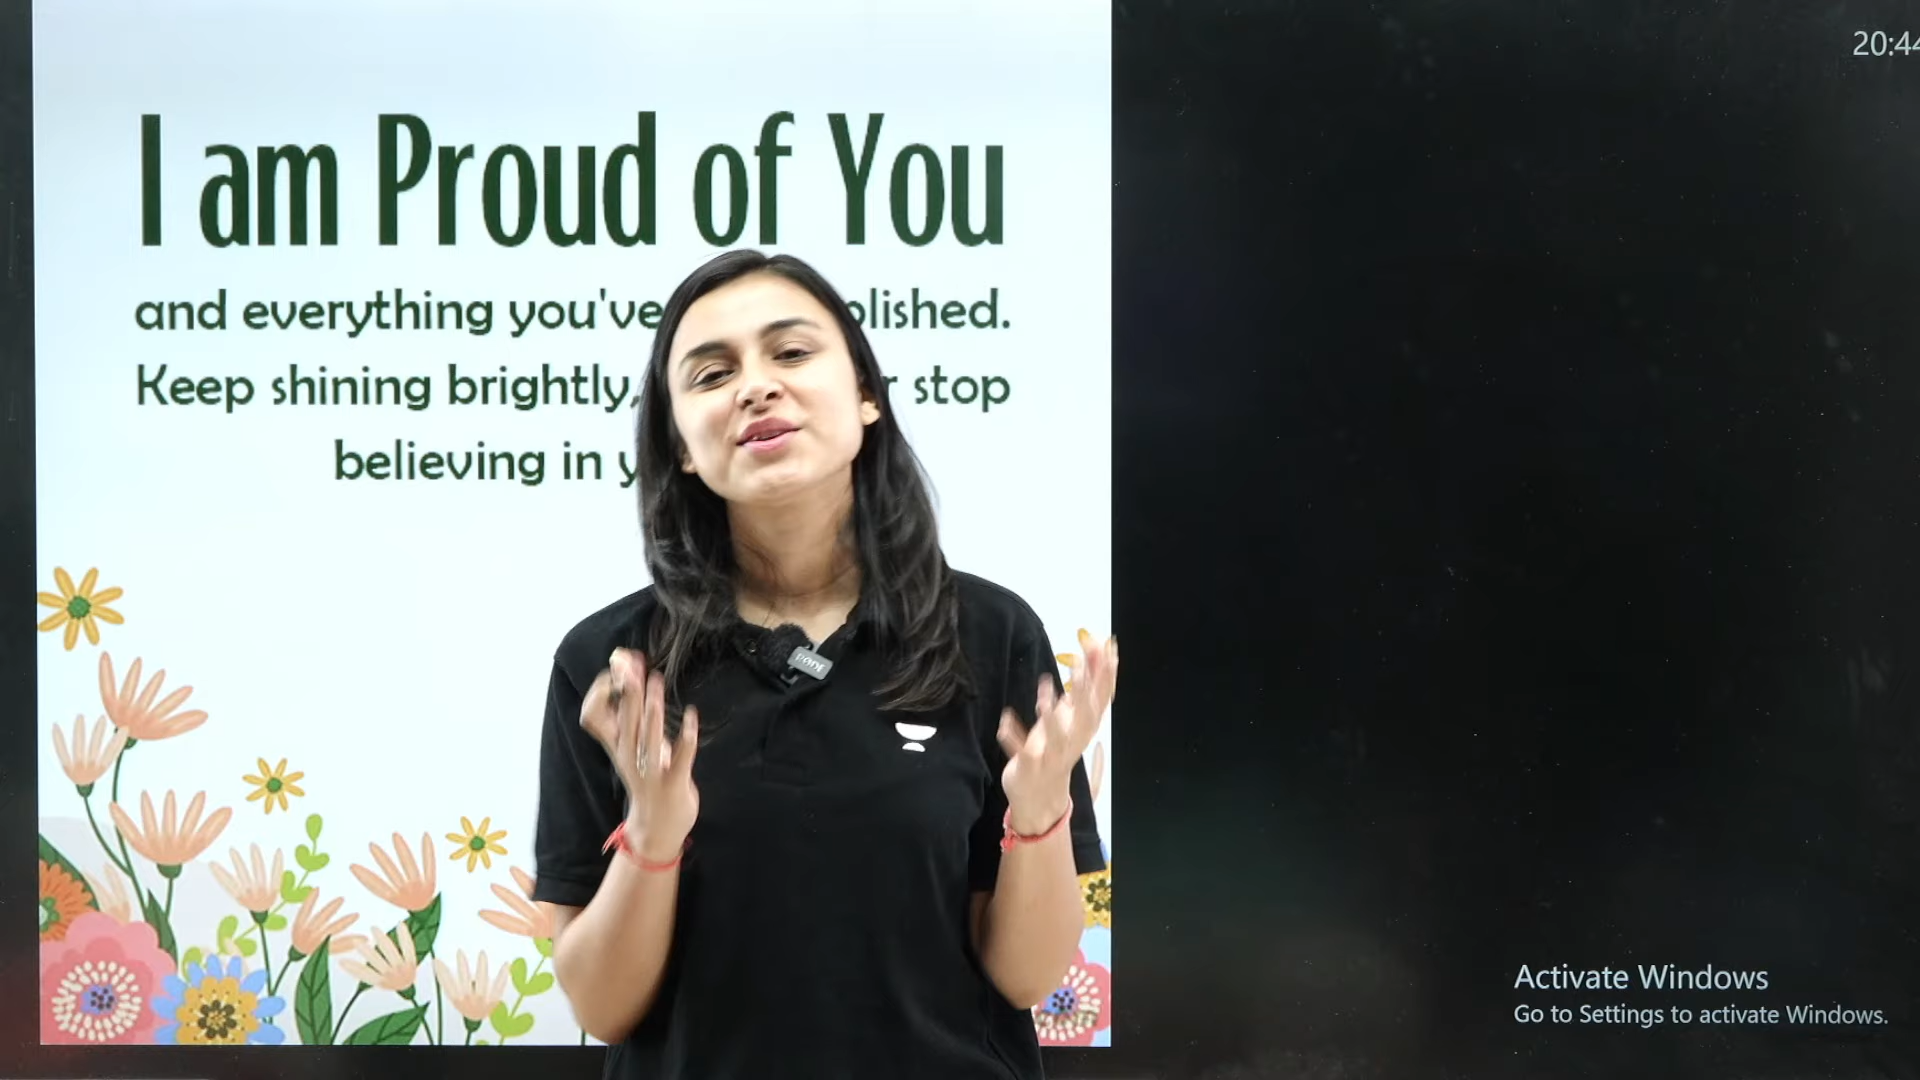 20:44
I am Proud of You
and everything you've plished.
Keep shining brightly, stop
believing in
RØDE
Activate Windows
Go to Settings to activate Windows.